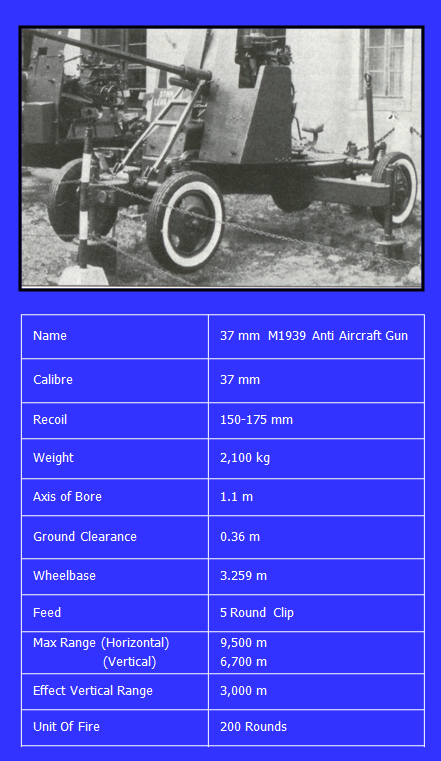 Name 37 mm M1939 Anti Aircraft Gun
Calibre 37 mm
Recoil 150-175 mm
Weight 2,100 kg
Axis of Bore 1.1 m
Ground Clearance 0.36 m
Wheelbase 3.259 m
Feed 5 Round Clip
Max Range (Horizontal) 9,500 m
(Vertical) 6,700 m
Effect Vertical Range 3,000 m
Unit Of Fire 200 Rounds